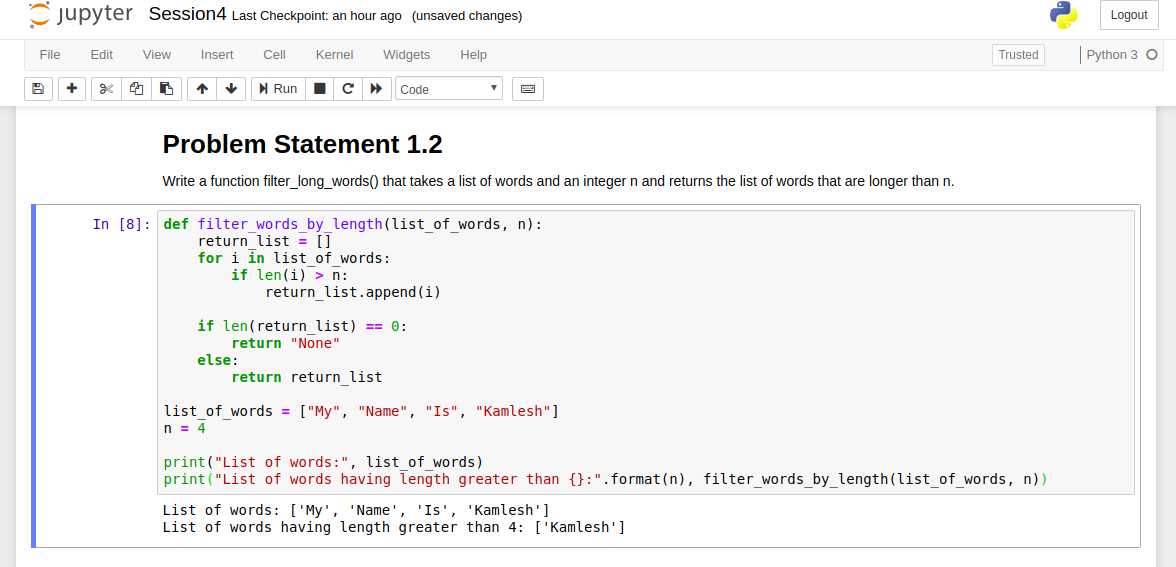 jupyter Session4 Last Checkpoint: an hour ago (unsaved changes) Logout
File Edit View Insert Cell Kernel Widgets Help Trusted Python 3
Run Code
Problem Statement 1.2
Write a function filter_long_words() that takes a list of words and an integer n and returns the list of words that are longer than n.
In [8]: def filter_words_by_length(list_of_words, n):
    return_list = []
    for i in list_of_words:
        if len(i) > n:
            return_list.append(i)
    if len(return_list) == 0:
        return "None"
    else:
        return return_list
list_of_words = ["My", "Name", "Is", "Kamlesh"]
n = 4
print("List of words:", list_of_words)
print("List of words having length greater than {}:".format(n), filter_words_by_length(list_of_words, n))
List of words: ['My', 'Name', 'Is', 'Kamlesh']
List of words having length greater than 4: ['Kamlesh']